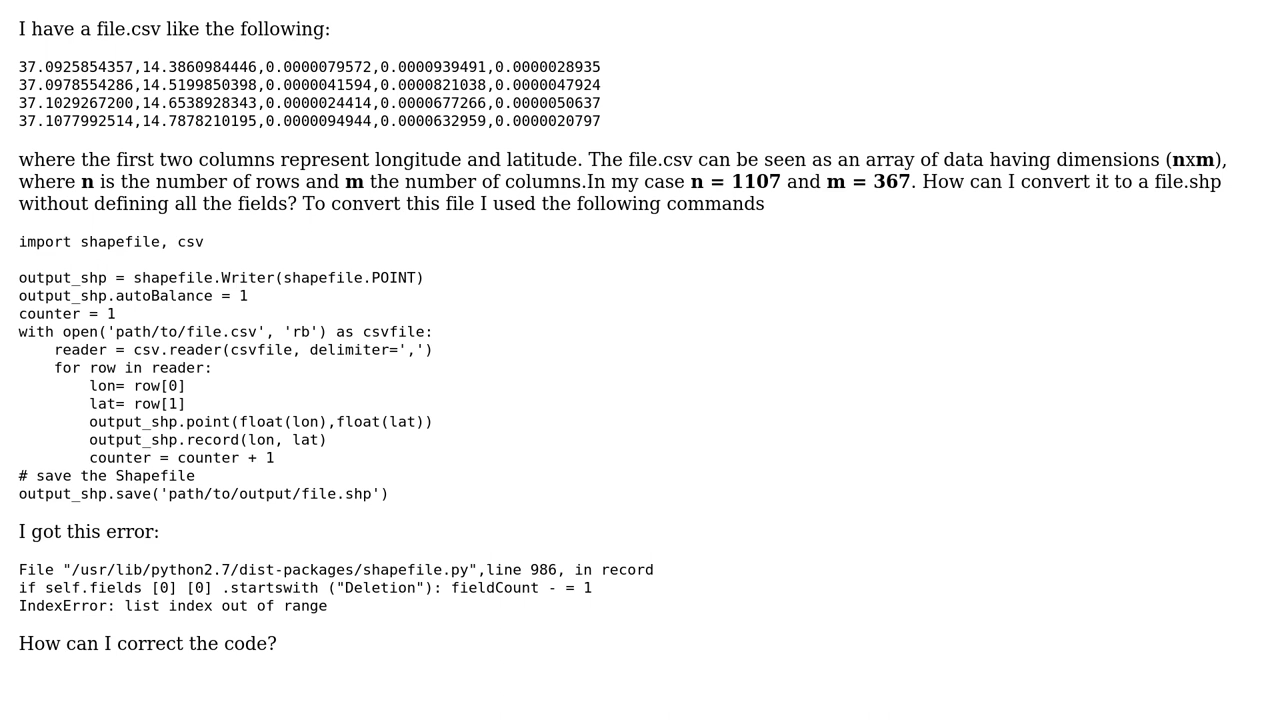 I have a file.csv like the following:
37.0925854357,14.3860984446,0.0000079572,0.0000939491,0.0000028935
37.0978554286,14.5199850398,0.0000041594,0.0000821038,0.0000047924
37.1029267200,14.6538928343,0.0000024414,0.0000677266,0.0000050637
37.1077992514,14.7878210195,0.0000094944,0.0000632959,0.0000020797
where the first two columns represent longitude and latitude. The file.csv can be seen as an array of data having dimensions (nxm),
where n is the number of rows and m the number of columns.In my case n = 1107 and m = 367. How can I convert it to a file.shp
without defining all the fields? To convert this file I used the following commands
import shapefile, csv
output_shp = shapefile.Writer(shapefile.POINT)
output_shp.autoBalance = 1
counter = 1
with open('path/to/file.csv', 'rb') as csvfile:
    reader = csv.reader(csvfile, delimiter=',')
    for row in reader:
        lon= row[0]
        lat= row[1]
        output_shp.point(float(lon),float(lat))
        output_shp.record(lon, lat)
        counter = counter + 1
# save the Shapefile
output_shp.save('path/to/output/file.shp')
I got this error:
File "/usr/lib/python2.7/dist-packages/shapefile.py",line 986, in record
if self.fields [0] [0] .startswith ("Deletion"): fieldCount - = 1
IndexError: list index out of range
How can I correct the code?